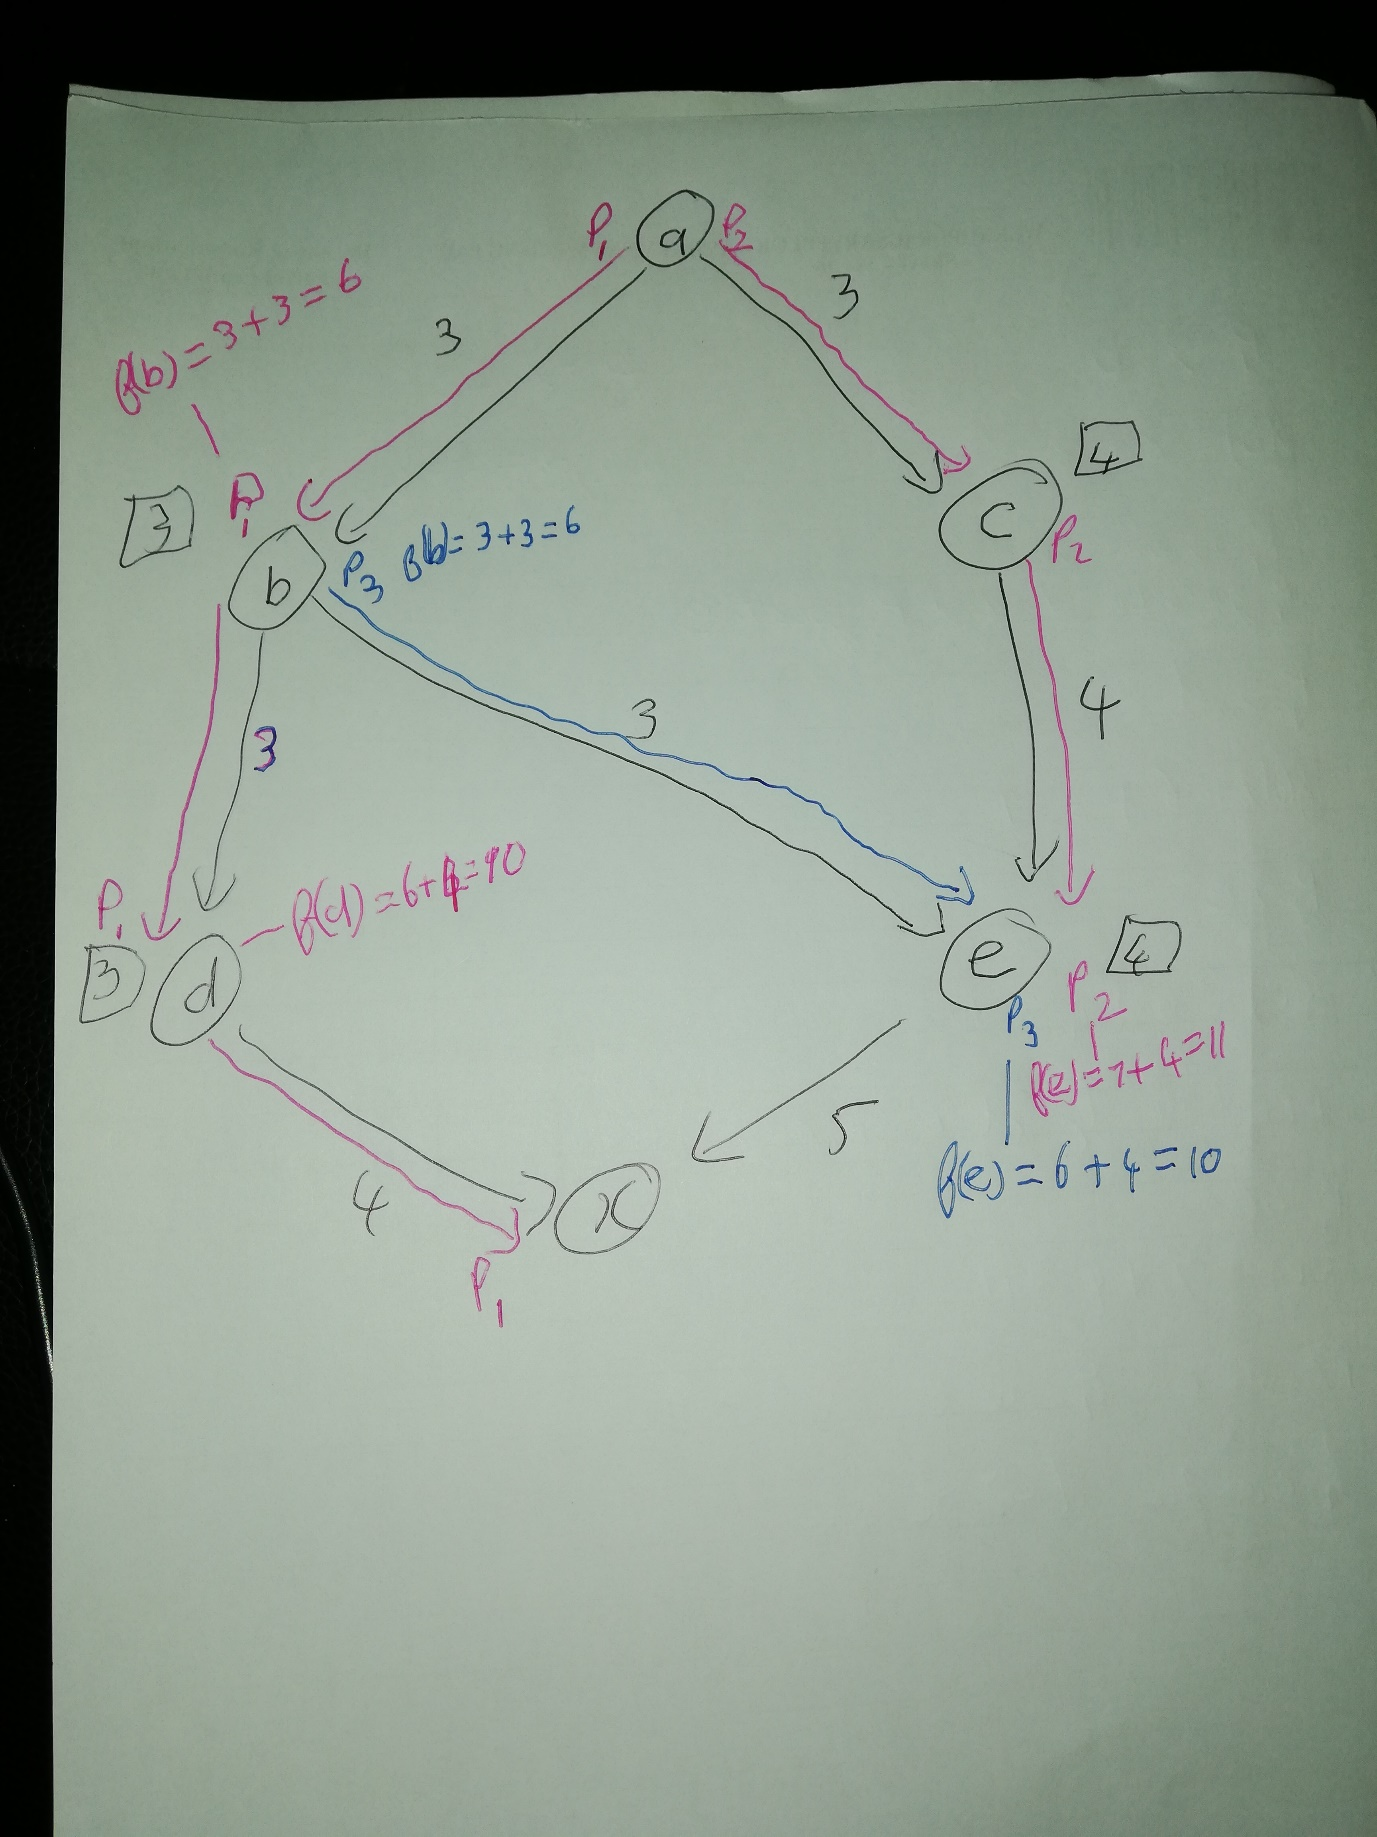 P1 a P2
3
3
f(b) = 3+3 = 6
4
3
P1
c
P2
b
P3 f(b) = 3+3 = 6
3
3
4
P1
f(d) = 6+4 = 10
3
d
e
4
P3
P2
f(e) = 7+4 = 11
5
f(e) = 6+4 = 10
4
x
P1